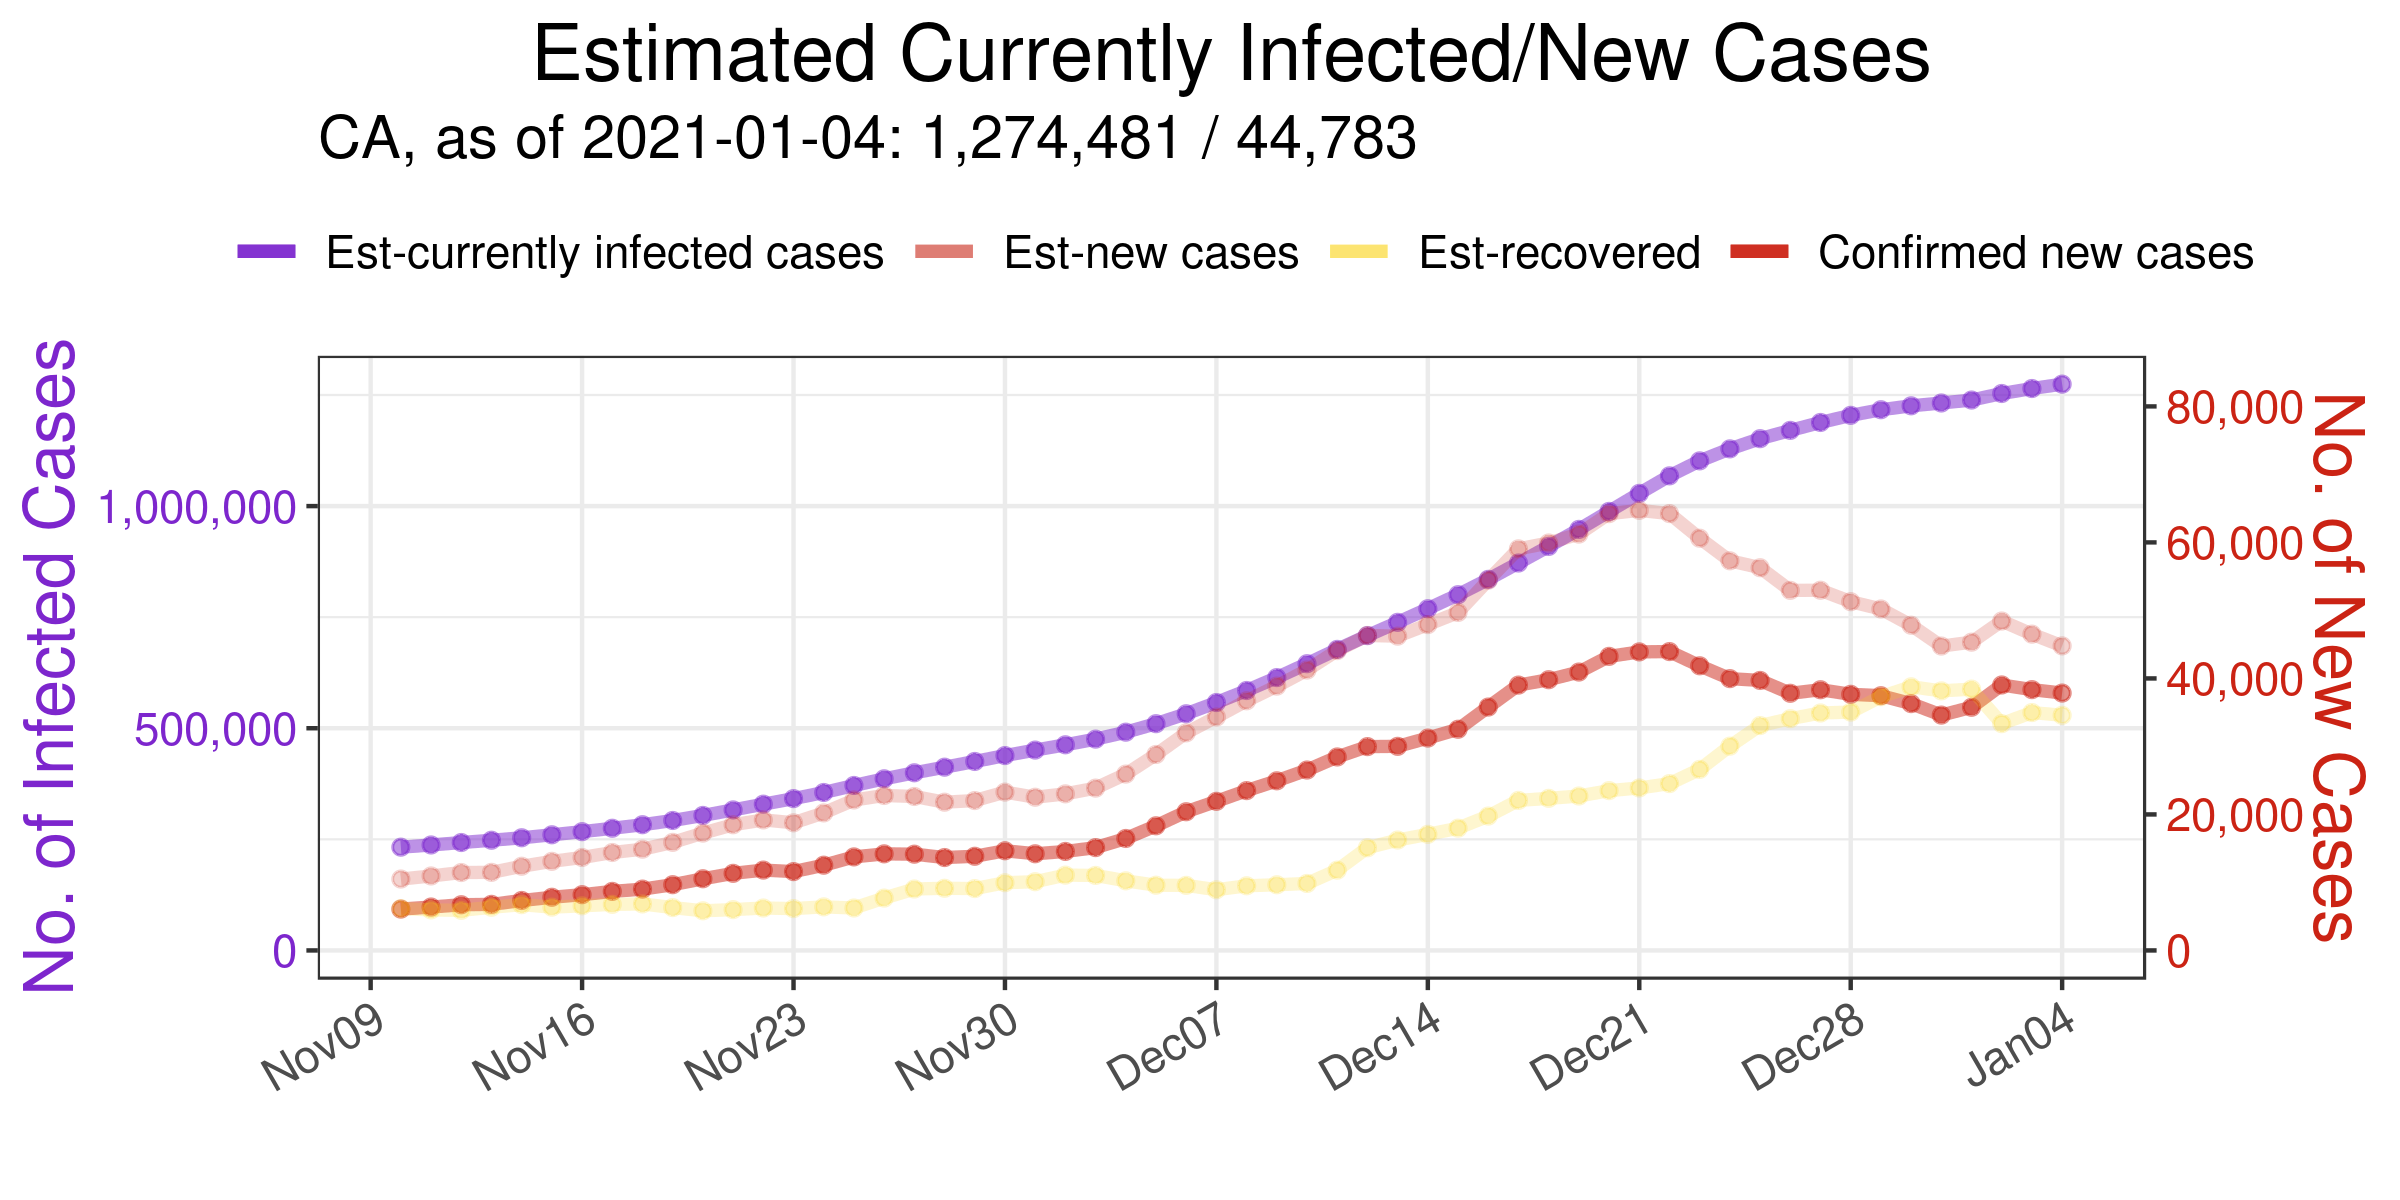 Estimated Currently Infected/New Cases
CA, as of 2021-01-04: 1,274,481 / 44,783
Est-currently infected cases Est-new cases Est-recovered Confirmed new cases
No. of Infected Cases
1,000,000
500,000
0
80,000
60,000
40,000
20,000
0
No. of New Cases
Nov09 Nov16 Nov23 Nov30 Dec07 Dec14 Dec21 Dec28 Jan04